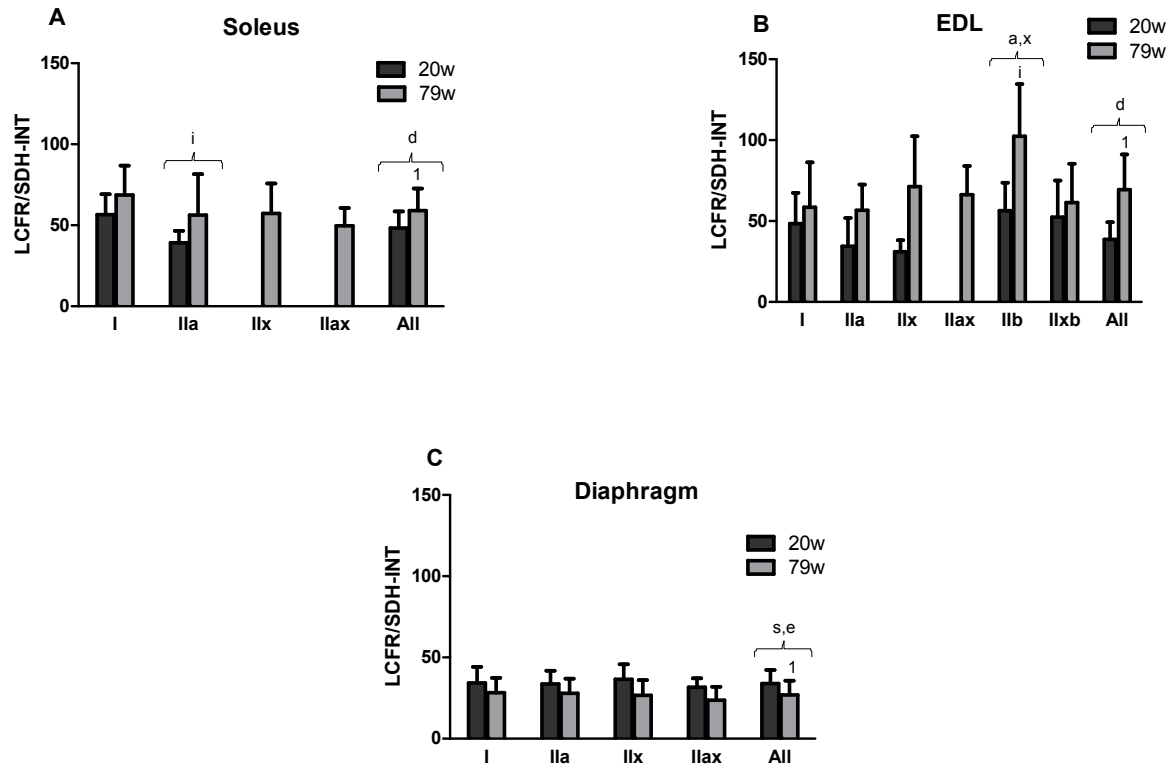 A
Soleus
20w
79w
LCFR/SDH-INT
150
100
50
0
i
d
1
I
IIa
IIx
IIax
All
B
EDL
20w
79w
LCFR/SDH-INT
150
100
50
0
a,x
i
d
1
I
IIa
IIx
IIax
IIb
IIxb
All
C
Diaphragm
20w
79w
LCFR/SDH-INT
150
100
50
0
s,e
1
I
IIa
IIx
IIax
All